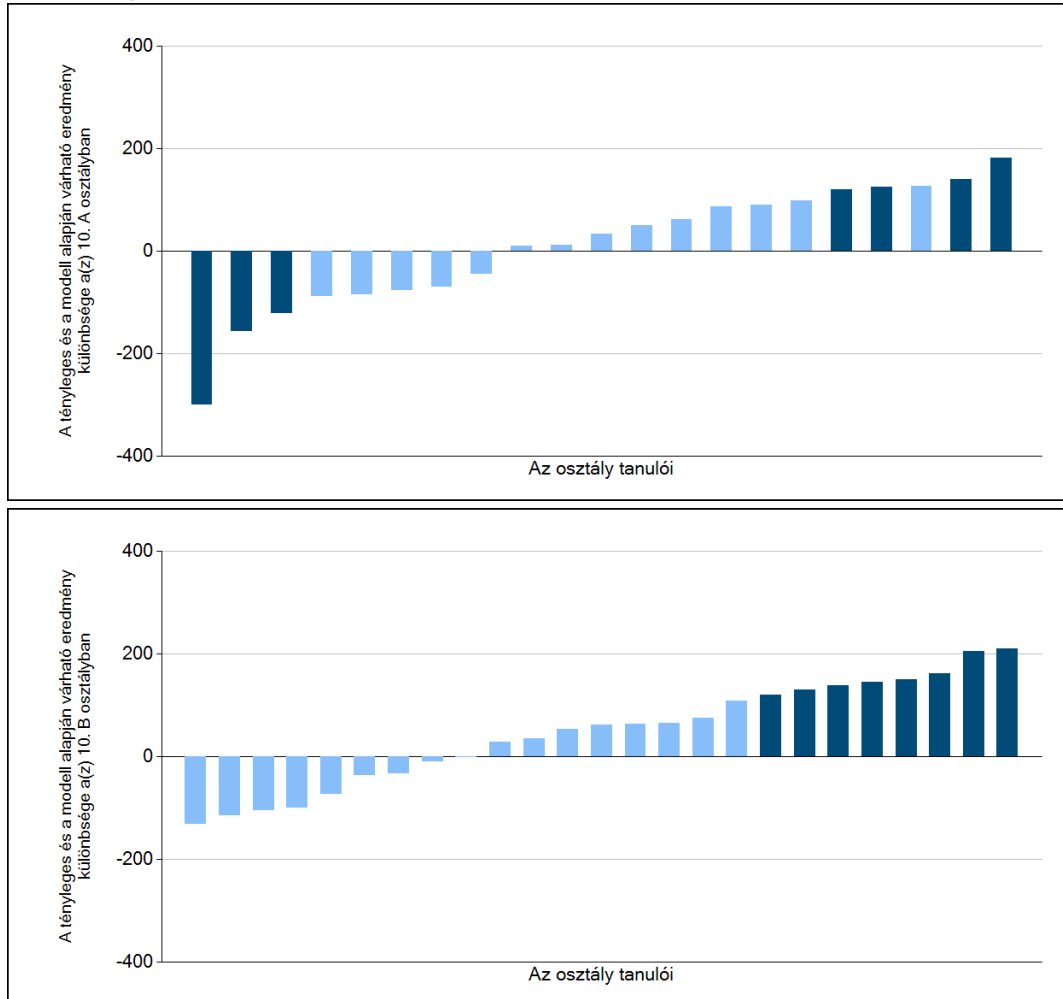 A tényleges és a modell alapján várható eredmény
különbsége a(z) 10. A osztályban
400
200
0
-200
-400
Az osztály tanulói
A tényleges és a modell alapján várható eredmény
különbsége a(z) 10. B osztályban
400
200
0
-200
-400
Az osztály tanulói